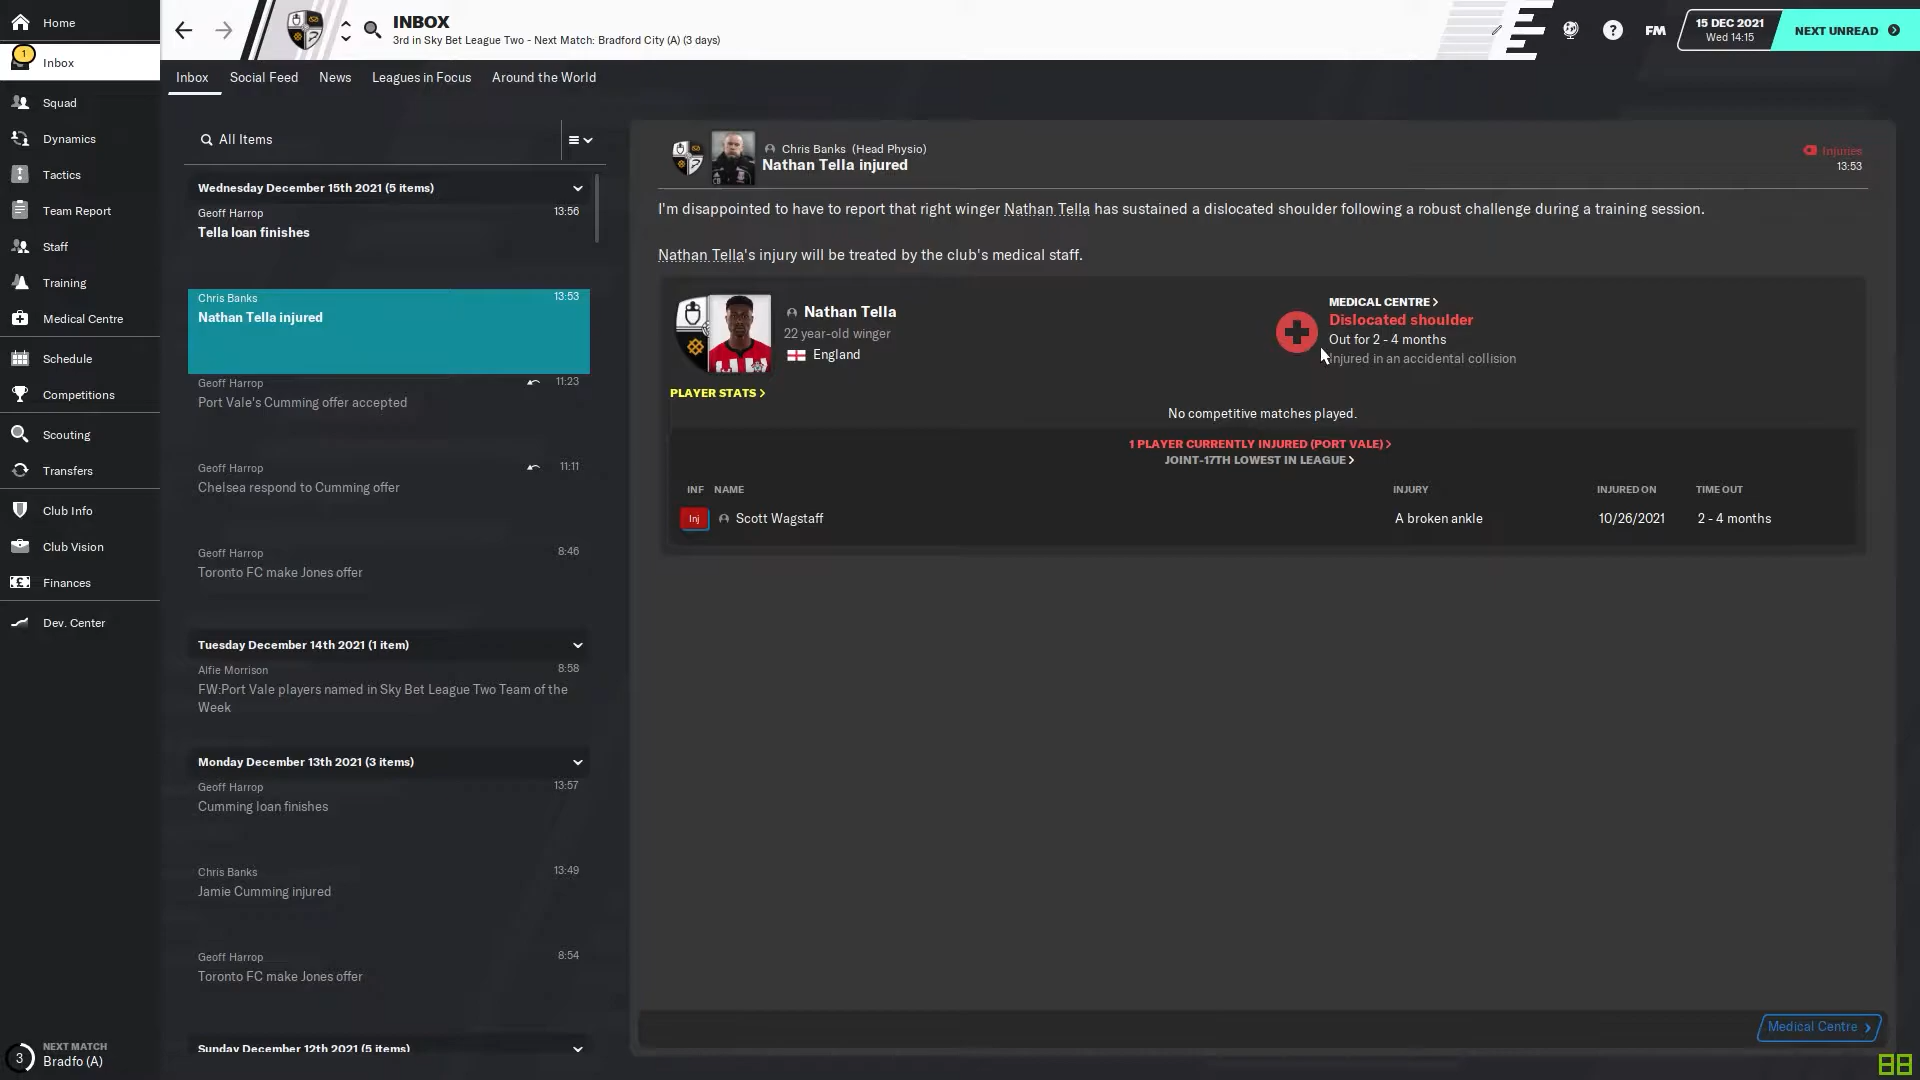 Home
1
Inbox
Squad
Dynamics
Tactics
Team Report
Staff
Training
Medical Centre
Schedule
Competitions
Scouting
Transfers
Club Info
Club Vision
Finances
Dev. Center
3
NEXT MATCH
Bradfo (A)
INBOX
3rd in Sky Bet League Two - Next Match: Bradford City (A) (3 days)
FM
15 DEC 2021
Wed 14:15
NEXT UNREAD
Inbox Social Feed News Leagues in Focus Around the World
All Items
Wednesday December 15th 2021 (5 items)
Geoff Harrop 13:56
Tella loan finishes
Chris Banks 13:53
Nathan Tella injured
Geoff Harrop 11:23
Port Vale's Cumming offer accepted
Geoff Harrop 11:11
Chelsea respond to Cumming offer
Geoff Harrop 8:46
Toronto FC make Jones offer
Tuesday December 14th 2021 (1 item)
Alfie Morrison 8:58
FW:Port Vale players named in Sky Bet League Two Team of the
Week
Monday December 13th 2021 (3 items)
Geoff Harrop 13:57
Cumming loan finishes
Chris Banks 13:49
Jamie Cumming injured
Geoff Harrop 8:54
Toronto FC make Jones offer
Sunday December 12th 2021 (5 items)
Chris Banks (Head Physio)
Nathan Tella injured
Injuries
13:53
I'm disappointed to have to report that right winger Nathan Tella has sustained a dislocated shoulder following a robust challenge during a training session.
Nathan Tella's injury will be treated by the club's medical staff.
Nathan Tella
22 year-old winger
England
MEDICAL CENTRE >
Dislocated shoulder
Out for 2 - 4 months
Injured in an accidental collision
PLAYER STATS >
No competitive matches played.
1 PLAYER CURRENTLY INJURED (PORT VALE) >
JOINT-17TH LOWEST IN LEAGUE >
INF NAME INJURY INJURED ON TIME OUT
Inj Scott Wagstaff A broken ankle 10/26/2021 2 - 4 months
Medical Centre >
88